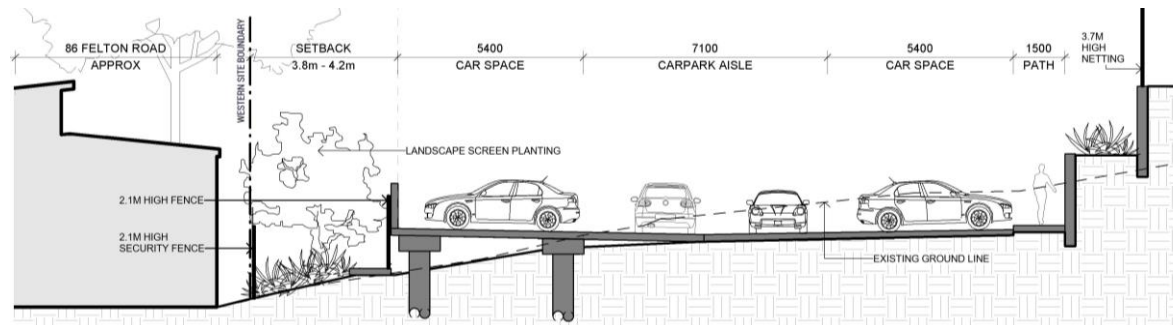 86 FELTON ROAD
APPROX
WESTERN SITE BOUNDARY
SETBACK
3.8m - 4.2m
5400
CAR SPACE
7100
CARPARK AISLE
5400
CAR SPACE
1500
PATH
3.7M
HIGH
NETTING
LANDSCAPE SCREEN PLANTING
2.1M HIGH FENCE
2.1M HIGH
SECURITY FENCE
EXISTING GROUND LINE